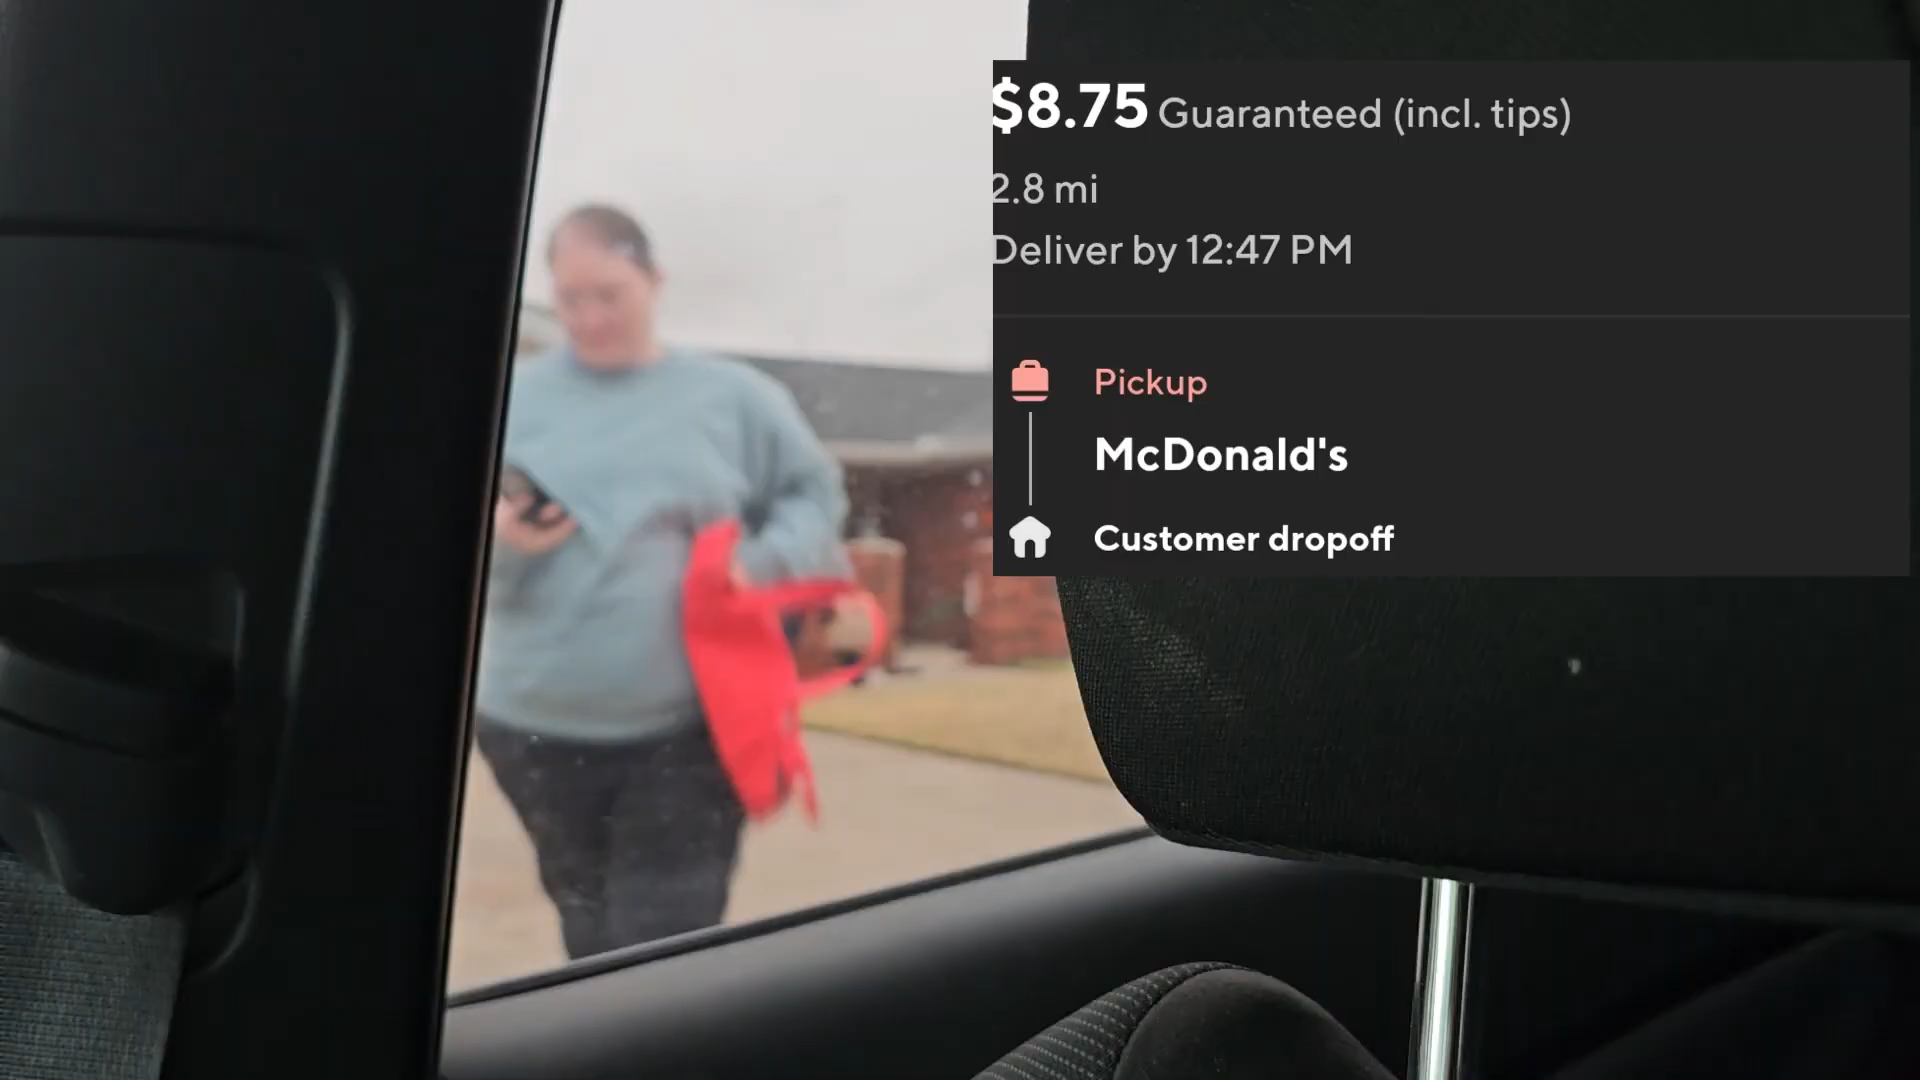 $8.75 Guaranteed (incl. tips)
2.8 mi
Deliver by 12:47 PM
Pickup
McDonald's
Customer dropoff